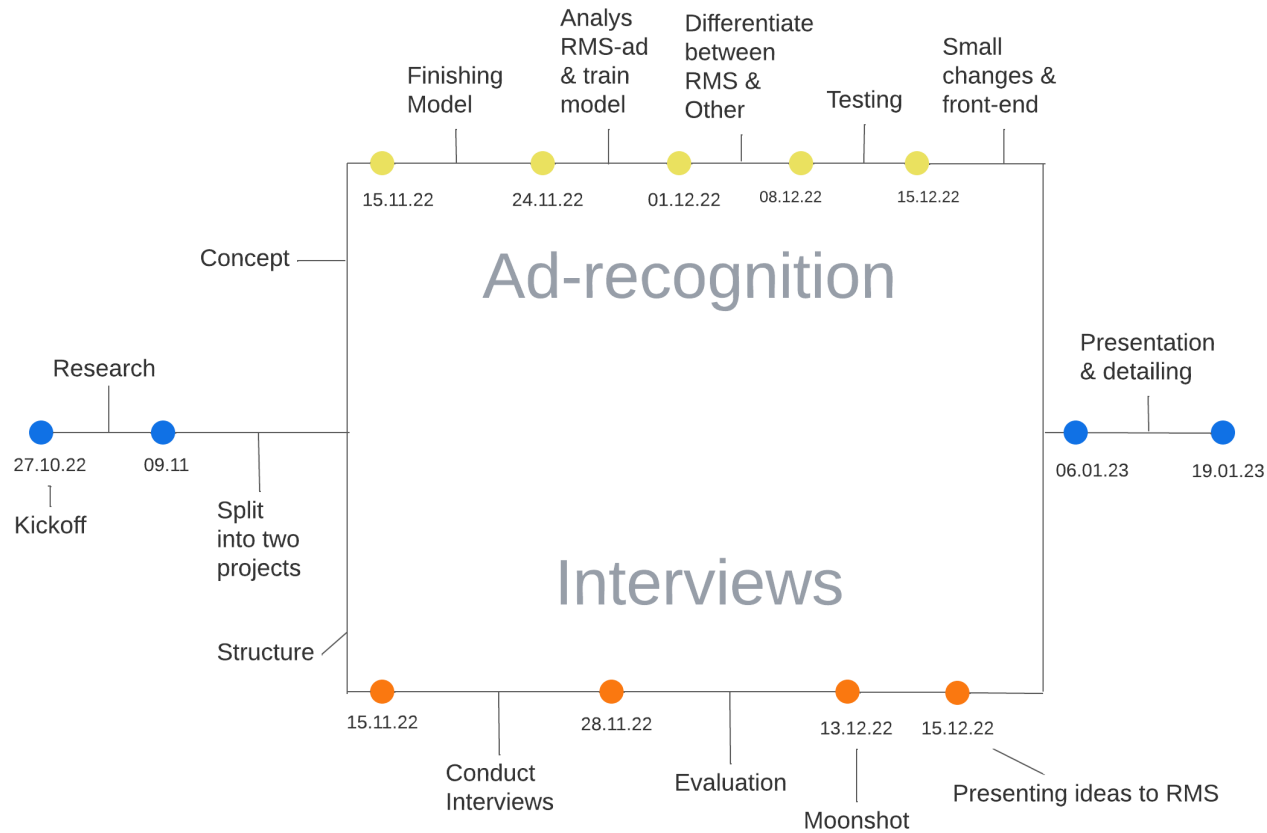 Finishing
Model
Analys
RMS-ad
& train
model
Differentiate
between
RMS &
Other
Testing
Small
changes &
front-end
15.11.22
24.11.22
01.12.22
08.12.22
15.12.22
Concept
Ad-recognition
Research
27.10.22
Kickoff
09.11
Split
into two
projects
Presentation
& detailing
06.01.23
19.01.23
Interviews
Structure
15.11.22
28.11.22
13.12.22
15.12.22
Conduct
Interviews
Evaluation
Moonshot
Presenting ideas to RMS